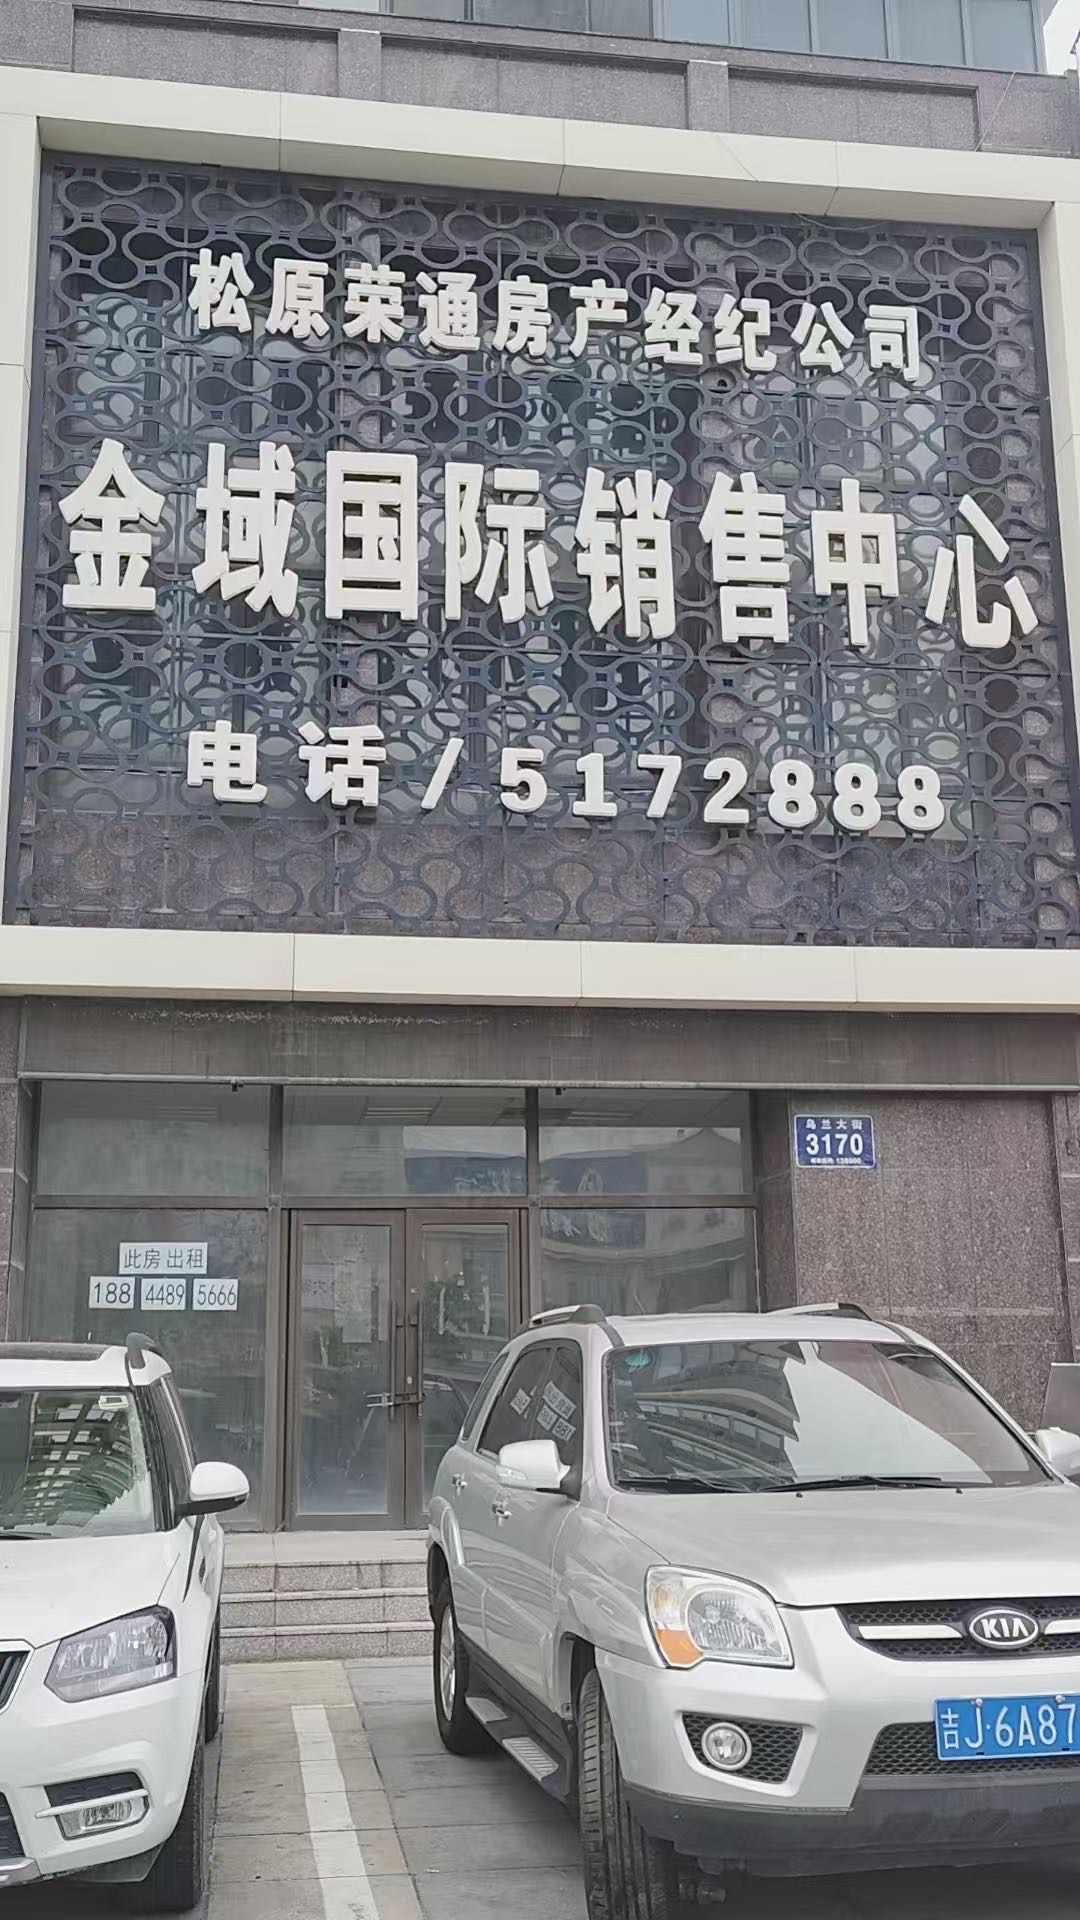 松原荣通房产经纪公司
金域国际销售中心
电话/5172888
乌兰大街
3170
此房出租
188 4489 5666
KIA
吉J·6A87